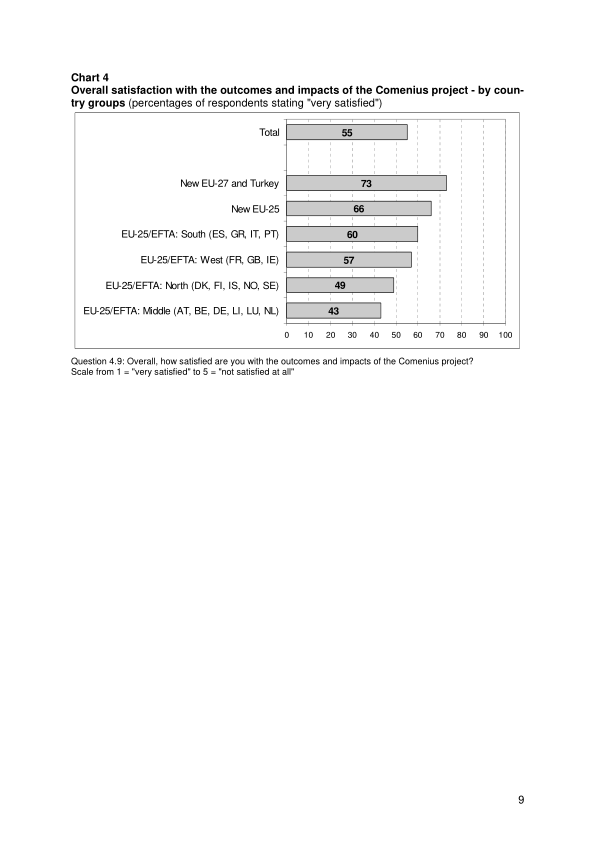 Chart 4
Overall satisfaction with the outcomes and impacts of the Comenius project - by coun-
try groups (percentages of respondents stating "very satisfied")
Total 55
New EU-27 and Turkey 73
New EU-25 66
EU-25/EFTA: South (ES, GR, IT, PT) 60
EU-25/EFTA: West (FR, GB, IE) 57
EU-25/EFTA: North (DK, FI, IS, NO, SE) 49
EU-25/EFTA: Middle (AT, BE, DE, LI, LU, NL) 43
0 10 20 30 40 50 60 70 80 90 100
Question 4.9: Overall, how satisfied are you with the outcomes and impacts of the Comenius project?
Scale from 1 = "very satisfied" to 5 = "not satisfied at all"
9